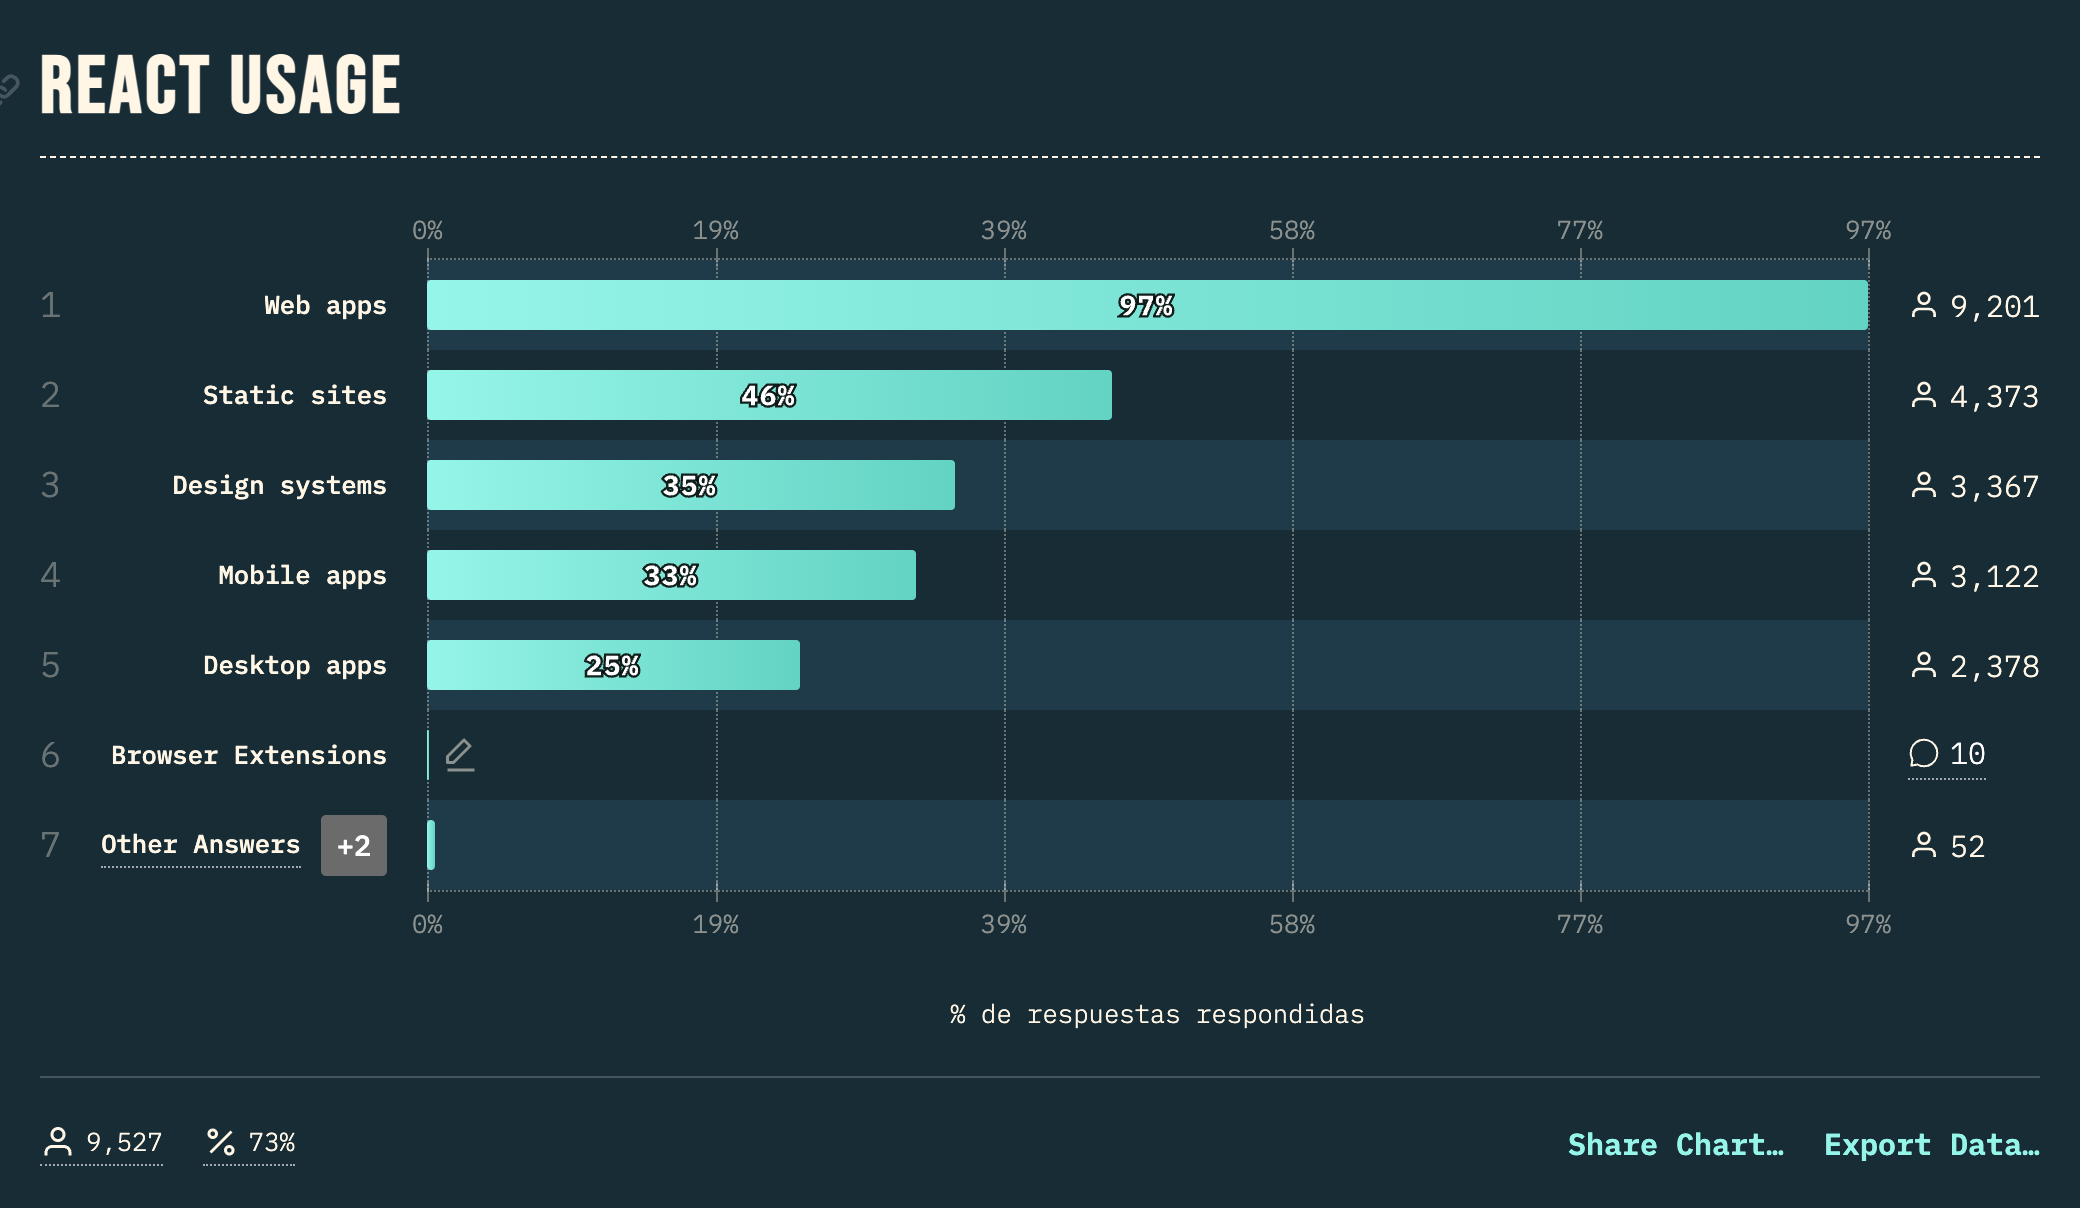 REACT USAGE
0% 19% 39% 58% 77% 97%
1 Web apps 97% 9,201
2 Static sites 46% 4,373
3 Design systems 35% 3,367
4 Mobile apps 33% 3,122
5 Desktop apps 25% 2,378
6 Browser Extensions 10
7 Other Answers +2 52
0% 19% 39% 58% 77% 97%
% de respuestas respondidas
9,527 % 73% Share Chart… Export Data…